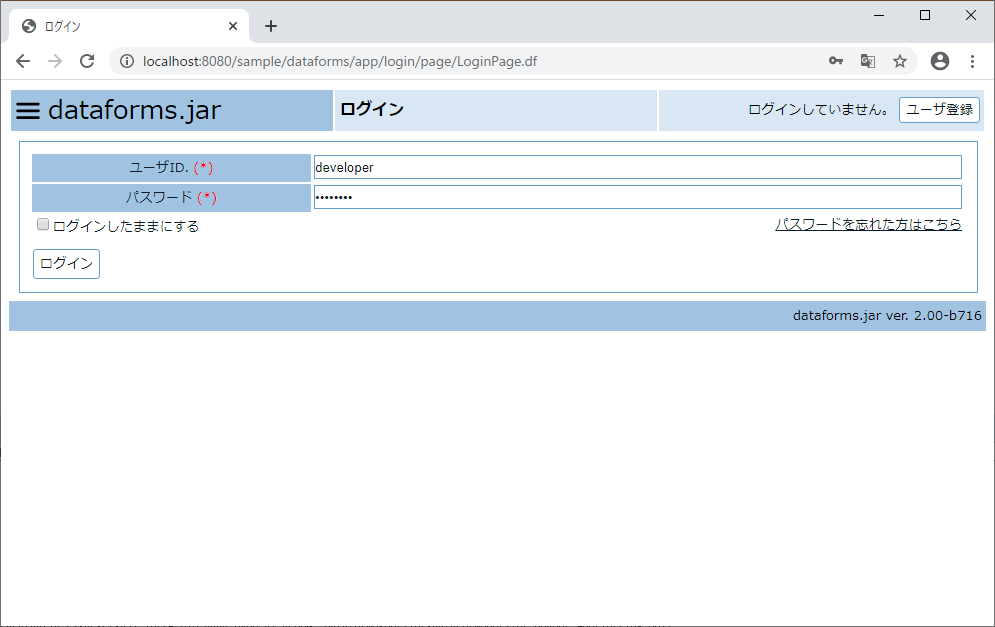 ログイン
localhost:8080/sample/dataforms/app/login/page/LoginPage.df
dataforms.jar
ログイン
ログインしていません。
ユーザ登録
ユーザID. (*)
developer
パスワード (*)
••••••••
ログインしたままにする
パスワードを忘れた方はこちら
ログイン
dataforms.jar ver. 2.00-b716